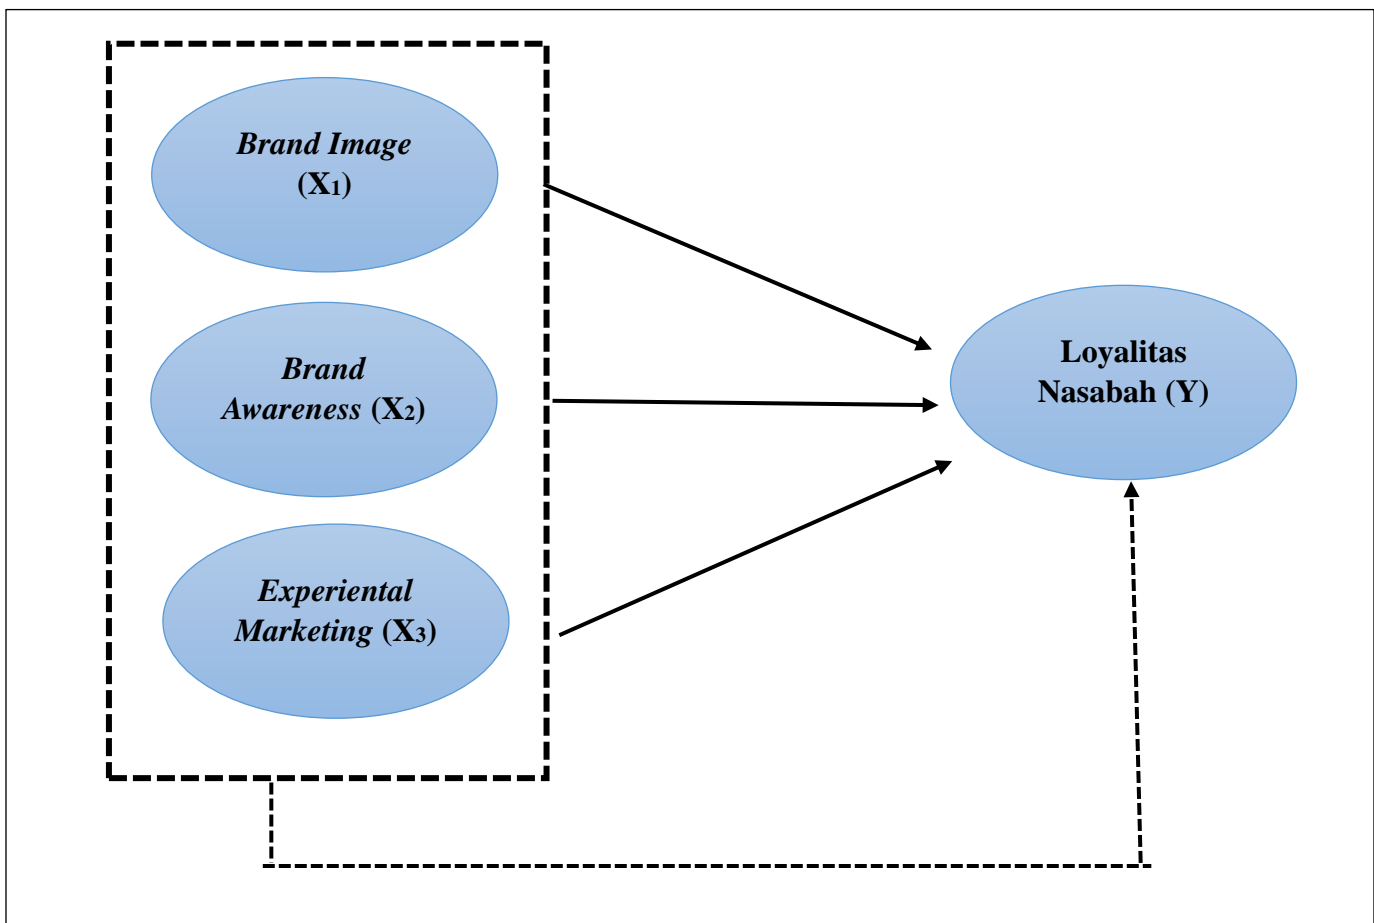 Brand Image
(X1)
Brand
Awareness (X2)
Experiental
Marketing (X3)
Loyalitas
Nasabah (Y)